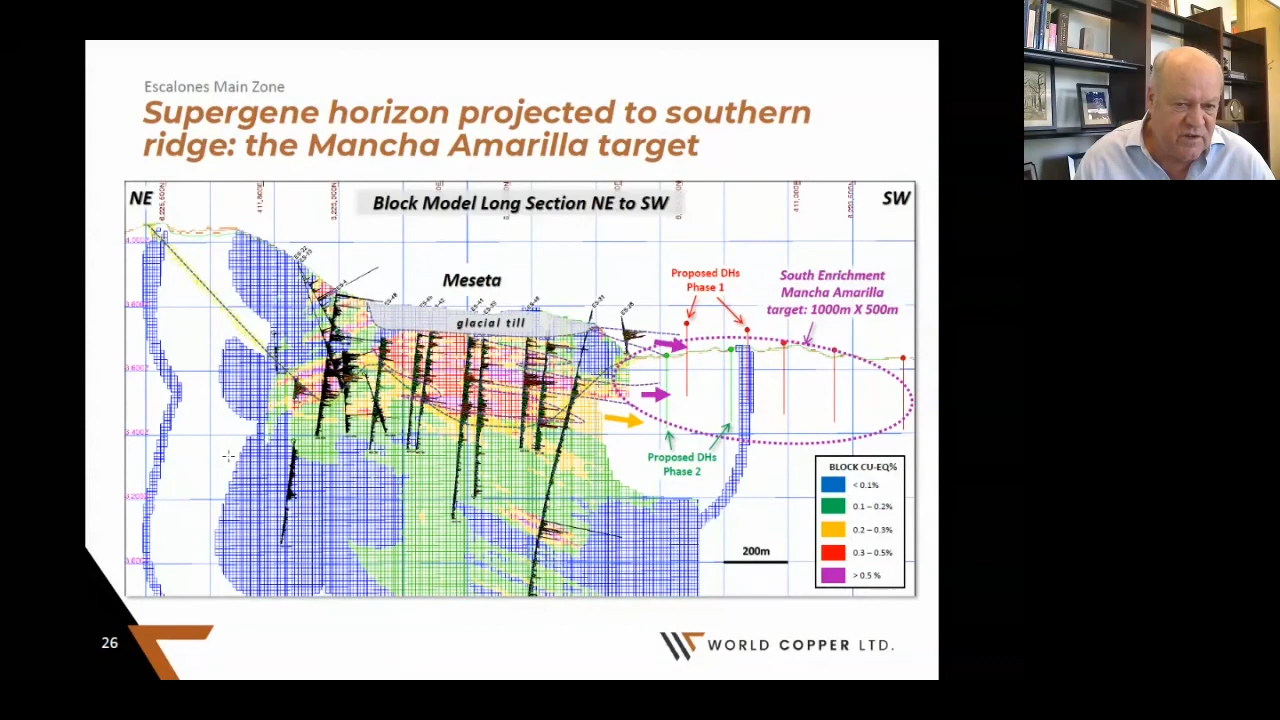 Escalones Main Zone
Supergene horizon projected to southern
ridge: the Mancha Amarilla target
NE
Block Model Long Section NE to SW
SW
Meseta
glacial till
Proposed DHs
Phase 1
South Enrichment
Mancha Amarilla
target: 1000m X 500m
Proposed DHs
Phase 2
BLOCK CU-EQ%
< 0.1%
0.1 – 0.2%
0.2 – 0.3%
0.3 – 0.5%
> 0.5 %
200m
26
WORLD COPPER LTD.